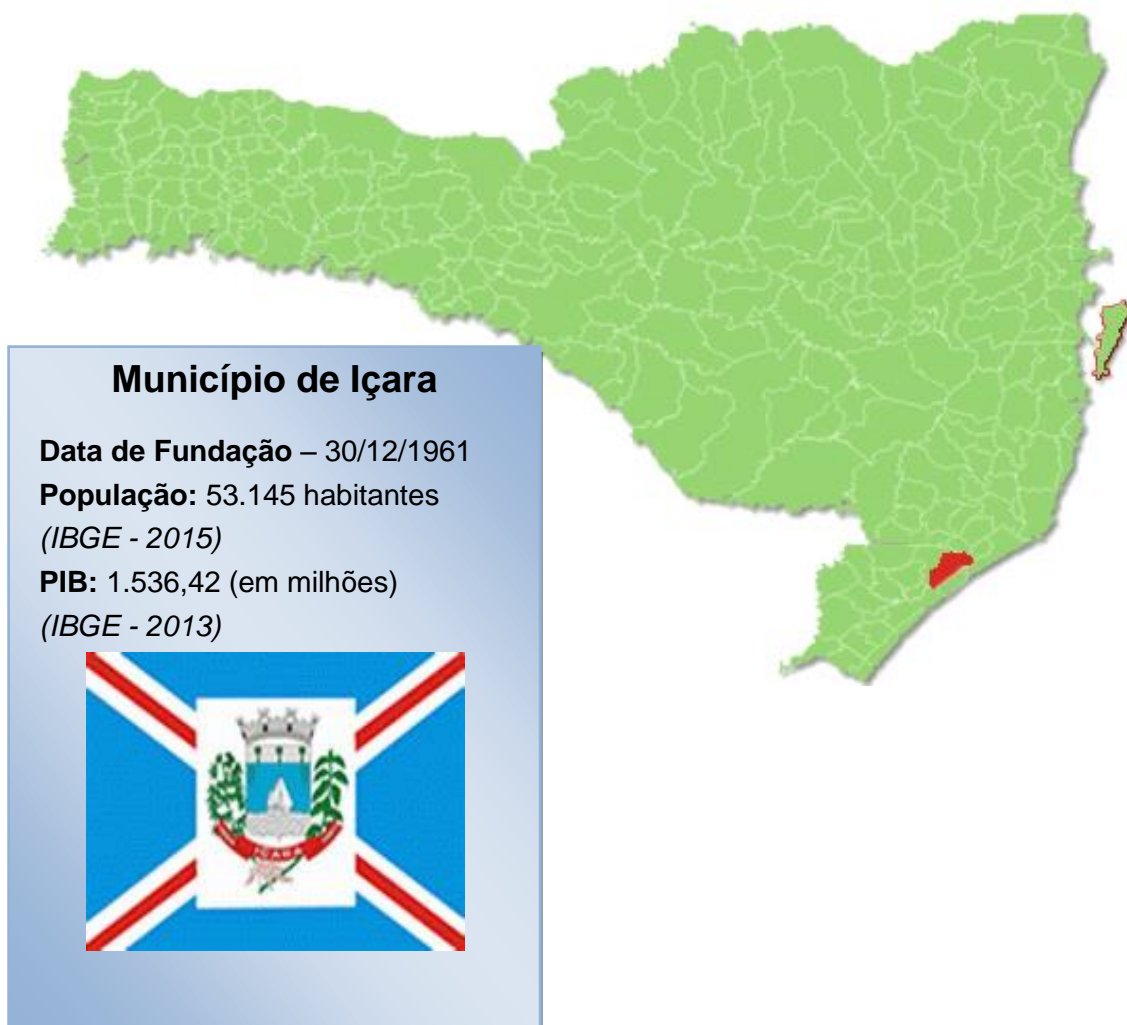 Município de Içara
Data de Fundação – 30/12/1961
População: 53.145 habitantes
(IBGE - 2015)
PIB: 1.536,42 (em milhões)
(IBGE - 2013)
IÇARA